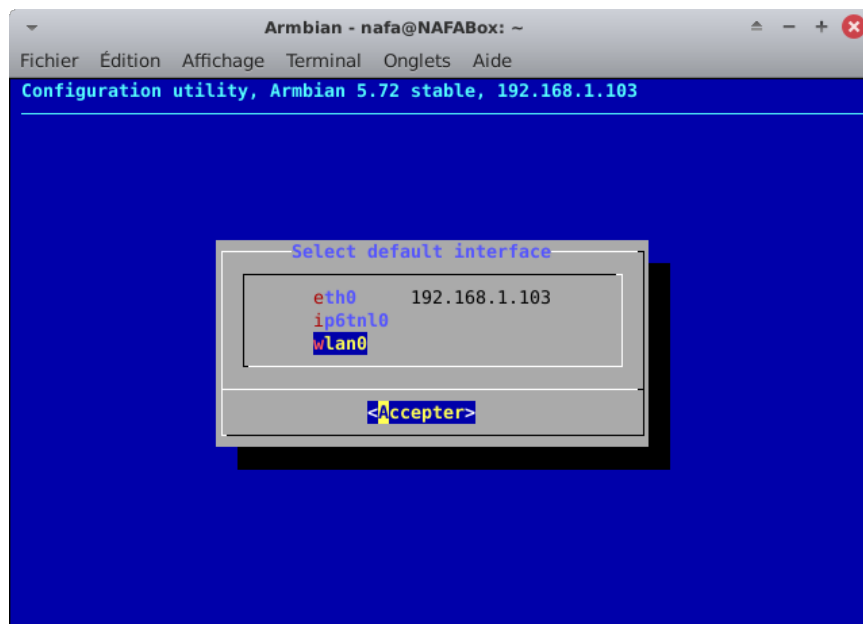 Armbian - nafa@NAFABox: ~
Fichier Édition Affichage Terminal Onglets Aide
Configuration utility, Armbian 5.72 stable, 192.168.1.103
Select default interface
eth0 192.168.1.103
ip6tnl0
wlan0
<Accepter>